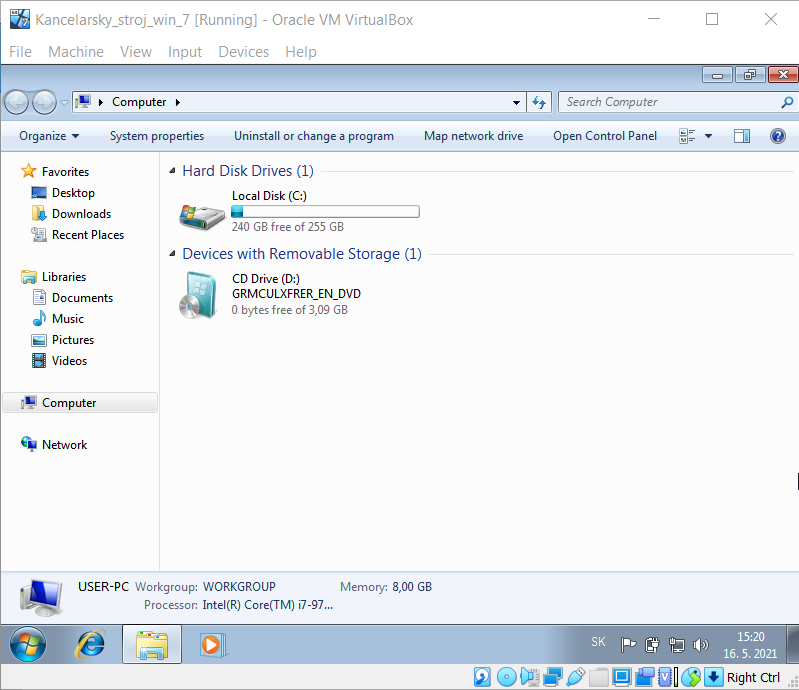 Kancelarsky_stroj_win_7 [Running] - Oracle VM VirtualBox
File Machine View Input Devices Help
Computer
Search Computer
Organize System properties Uninstall or change a program Map network drive Open Control Panel
Favorites
Desktop
Downloads
Recent Places
Libraries
Documents
Music
Pictures
Videos
Computer
Network
Hard Disk Drives (1)
Local Disk (C:)
240 GB free of 255 GB
Devices with Removable Storage (1)
CD Drive (D:)
GRMCULXFRER_EN_DVD
0 bytes free of 3,09 GB
USER-PC Workgroup: WORKGROUP Memory: 8,00 GB
Processor: Intel(R) Core(TM) i7-97...
SK
15:20
16. 5. 2021
Right Ctrl